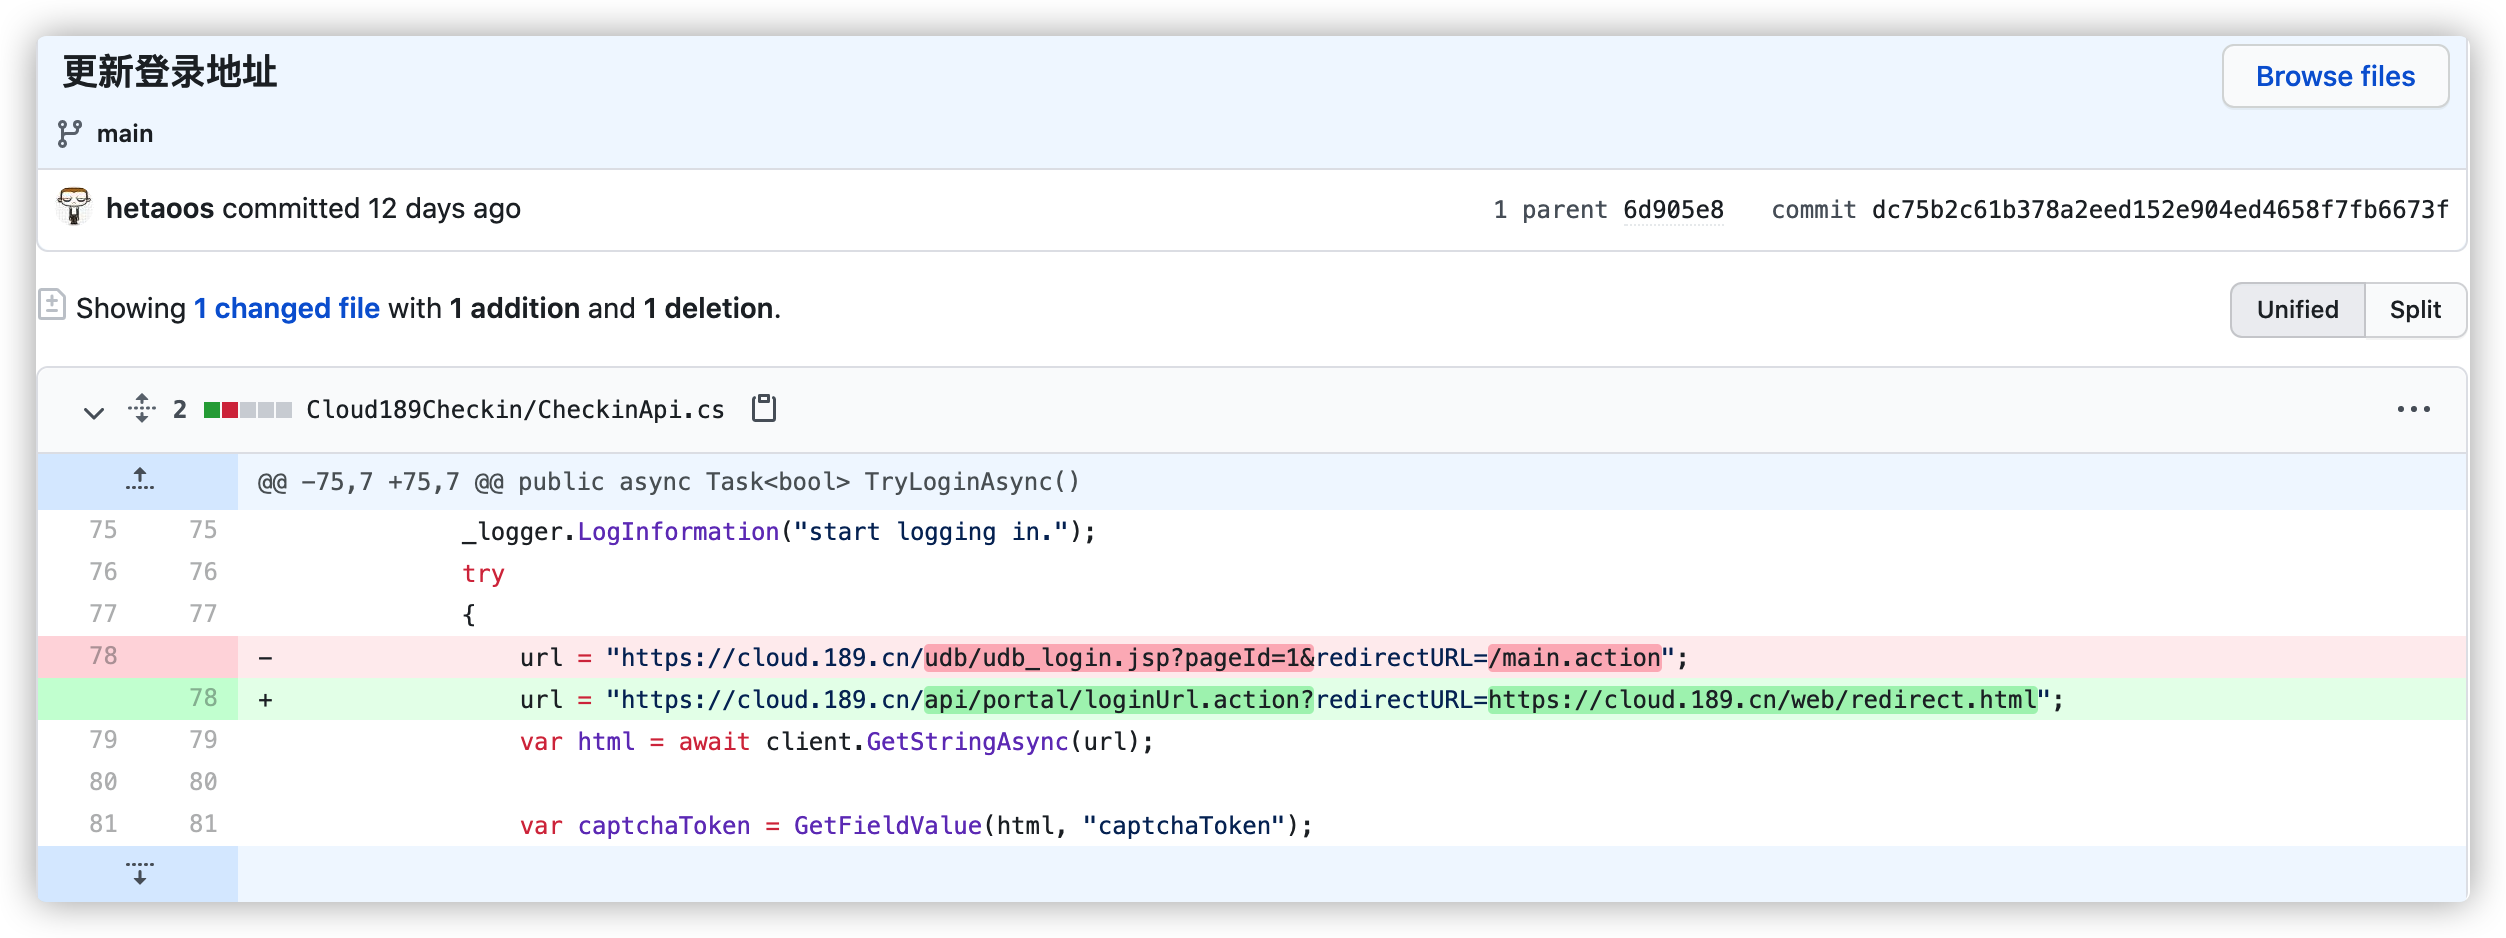 更新登录地址
Browse files
main
hetaoos committed 12 days ago
1 parent 6d905e8 commit dc75b2c61b378a2eed152e904ed4658f7fb6673f
Showing 1 changed file with 1 addition and 1 deletion.
Unified Split
2 Cloud189Checkin/CheckinApi.cs
@@ -75,7 +75,7 @@ public async Task<bool> TryLoginAsync()
75 75 _logger.LogInformation("start logging in.");
76 76 try
77 77 {
78 - url = "https://cloud.189.cn/udb/udb_login.jsp?pageId=1&redirectURL=/main.action";
78 + url = "https://cloud.189.cn/api/portal/loginUrl.action?redirectURL=https://cloud.189.cn/web/redirect.html";
79 79 var html = await client.GetStringAsync(url);
80 80
81 81 var captchaToken = GetFieldValue(html, "captchaToken");